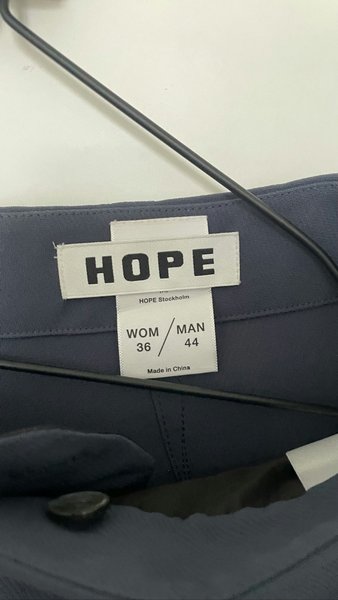 HOPE
HOPE Stockholm
WOM / MAN
36 44
Made in China